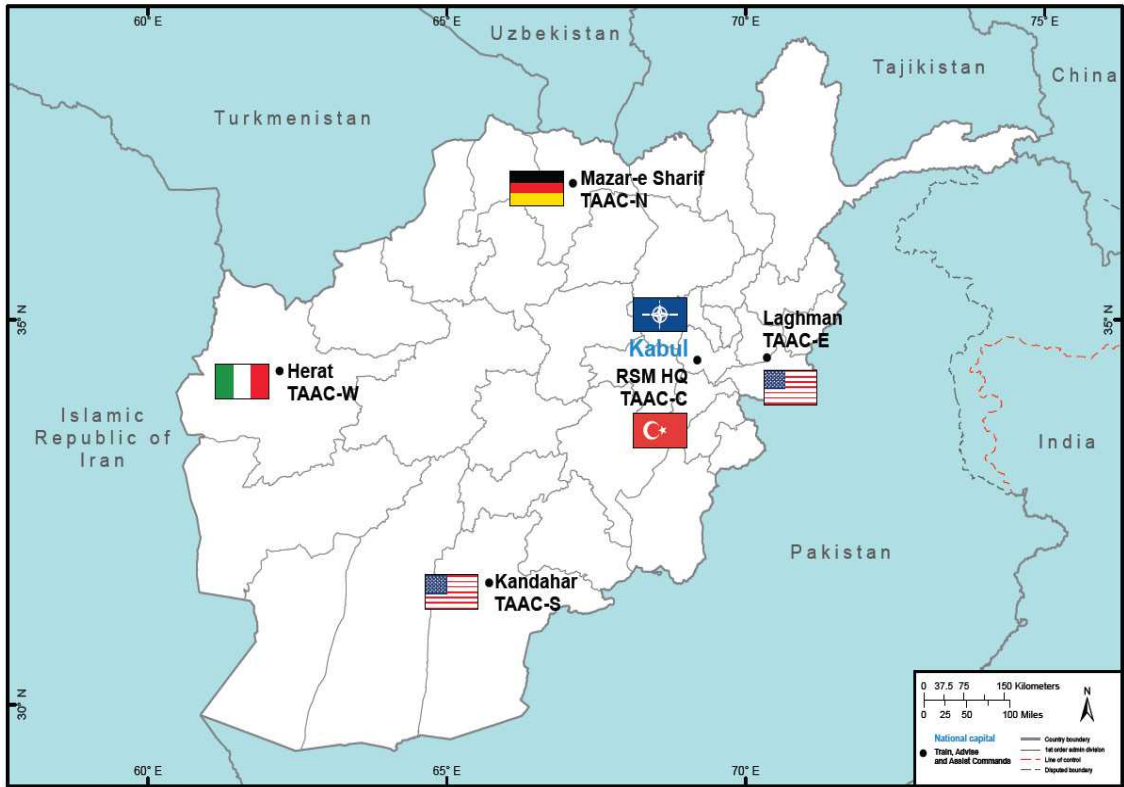 60° E
65° E
70° E
75° E
Uzbekistan
Tajikistan
China
Turkmenistan
Mazar-e Sharif
TAAC-N
35° N
35° N
Laghman
TAAC-E
Kabul
RSM HQ
TAAC-C
Herat
TAAC-W
Islamic
Republic of
Iran
India
Pakistan
Kandahar
TAAC-S
30° N
30° N
0 37.5 75 150 Kilometers
0 25 50 100 Miles
N
National capital
Train, Advise
and Assist Commands
Country boundary
1st order admin division
Line of control
Disputed boundary
60° E
65° E
70° E